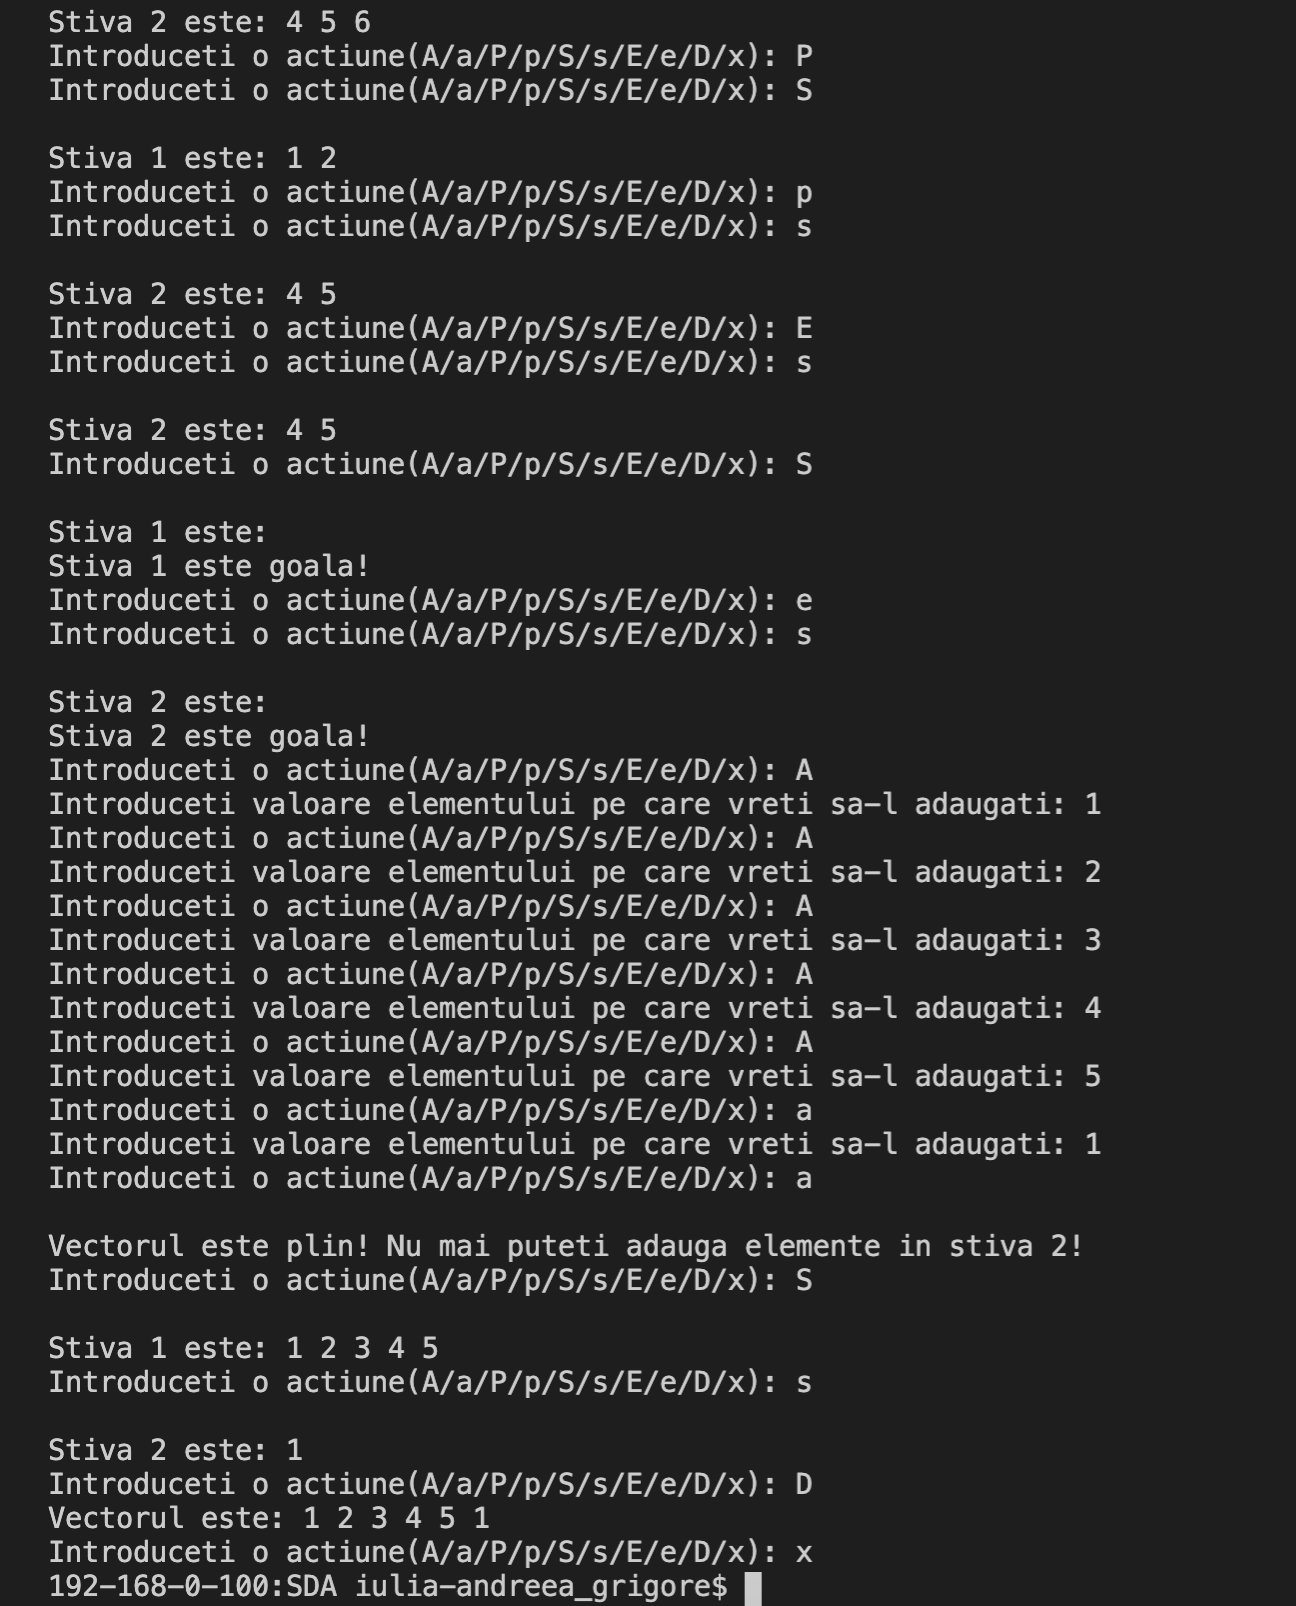 Stiva 2 este: 4 5 6
Introduceti o actiune(A/a/P/p/S/s/E/e/D/x): P
Introduceti o actiune(A/a/P/p/S/s/E/e/D/x): S
Stiva 1 este: 1 2
Introduceti o actiune(A/a/P/p/S/s/E/e/D/x): p
Introduceti o actiune(A/a/P/p/S/s/E/e/D/x): s
Stiva 2 este: 4 5
Introduceti o actiune(A/a/P/p/S/s/E/e/D/x): E
Introduceti o actiune(A/a/P/p/S/s/E/e/D/x): s
Stiva 2 este: 4 5
Introduceti o actiune(A/a/P/p/S/s/E/e/D/x): S
Stiva 1 este:
Stiva 1 este goala!
Introduceti o actiune(A/a/P/p/S/s/E/e/D/x): e
Introduceti o actiune(A/a/P/p/S/s/E/e/D/x): s
Stiva 2 este:
Stiva 2 este goala!
Introduceti o actiune(A/a/P/p/S/s/E/e/D/x): A
Introduceti valoare elementului pe care vreti sa-l adaugati: 1
Introduceti o actiune(A/a/P/p/S/s/E/e/D/x): A
Introduceti valoare elementului pe care vreti sa-l adaugati: 2
Introduceti o actiune(A/a/P/p/S/s/E/e/D/x): A
Introduceti valoare elementului pe care vreti sa-l adaugati: 3
Introduceti o actiune(A/a/P/p/S/s/E/e/D/x): A
Introduceti valoare elementului pe care vreti sa-l adaugati: 4
Introduceti o actiune(A/a/P/p/S/s/E/e/D/x): A
Introduceti valoare elementului pe care vreti sa-l adaugati: 5
Introduceti o actiune(A/a/P/p/S/s/E/e/D/x): a
Introduceti valoare elementului pe care vreti sa-l adaugati: 1
Introduceti o actiune(A/a/P/p/S/s/E/e/D/x): a
Vectorul este plin! Nu mai puteti adauga elemente in stiva 2!
Introduceti o actiune(A/a/P/p/S/s/E/e/D/x): S
Stiva 1 este: 1 2 3 4 5
Introduceti o actiune(A/a/P/p/S/s/E/e/D/x): s
Stiva 2 este: 1
Introduceti o actiune(A/a/P/p/S/s/E/e/D/x): D
Vectorul este: 1 2 3 4 5 1
Introduceti o actiune(A/a/P/p/S/s/E/e/D/x): x
192-168-0-100:SDA iulia-andreea_grigore$